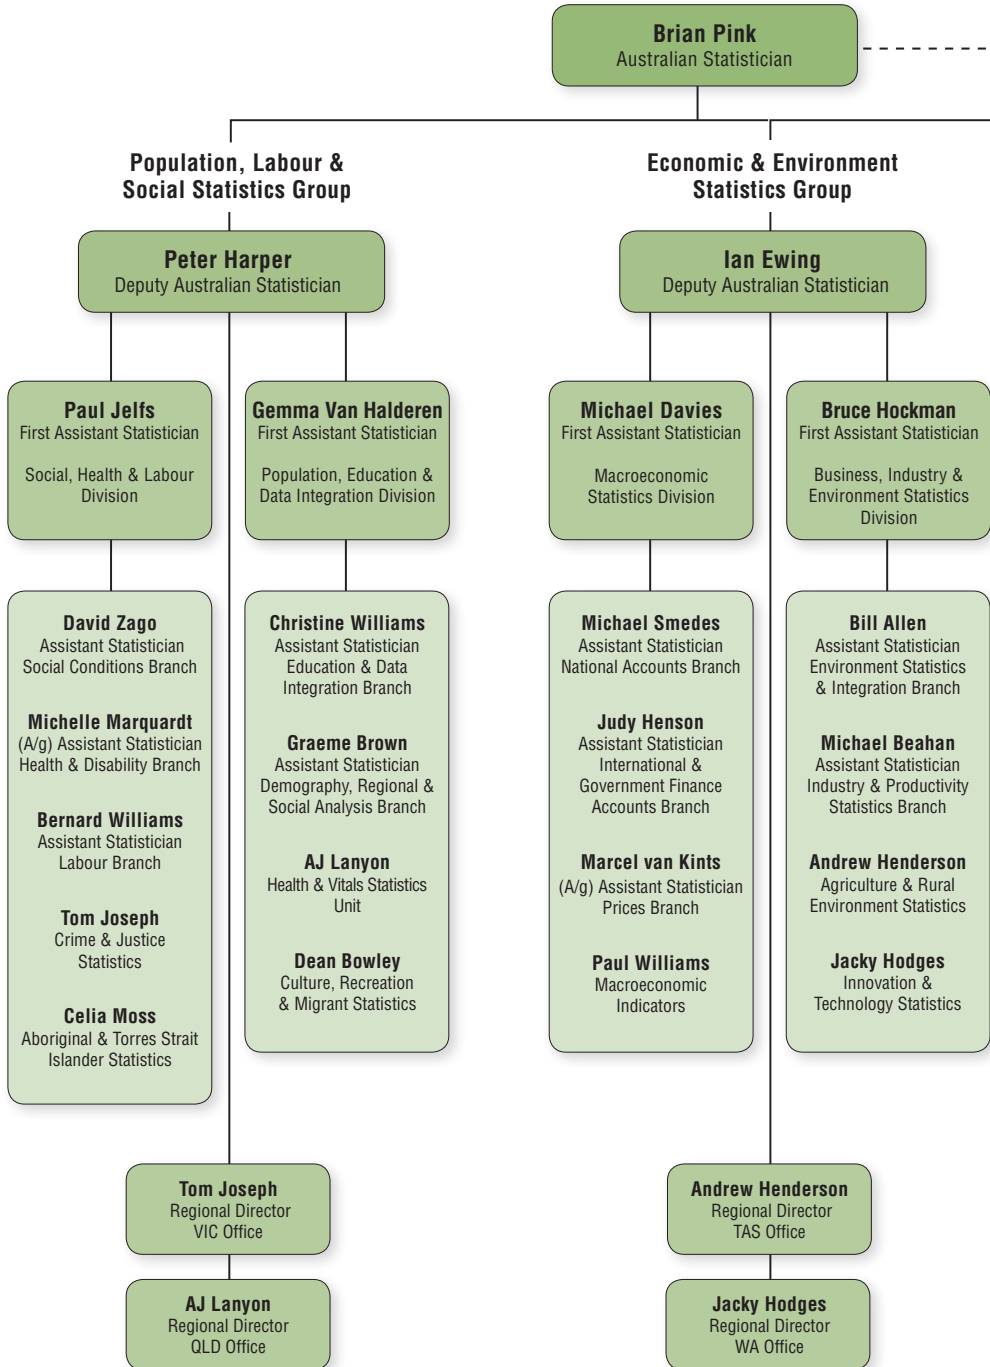 Brian Pink
Australian Statistician
Population, Labour &
Social Statistics Group
Economic & Environment
Statistics Group
Peter Harper
Deputy Australian Statistician
Ian Ewing
Deputy Australian Statistician
Paul Jelfs
First Assistant Statistician
Social, Health & Labour
Division
Gemma Van Halderen
First Assistant Statistician
Population, Education &
Data Integration Division
Michael Davies
First Assistant Statistician
Macroeconomic
Statistics Division
Bruce Hockman
First Assistant Statistician
Business, Industry &
Environment Statistics
Division
David Zago
Assistant Statistician
Social Conditions Branch
Michelle Marquardt
(A/g) Assistant Statistician
Health & Disability Branch
Bernard Williams
Assistant Statistician
Labour Branch
Tom Joseph
Crime & Justice
Statistics
Celia Moss
Aboriginal & Torres Strait
Islander Statistics
Christine Williams
Assistant Statistician
Education & Data
Integration Branch
Graeme Brown
Assistant Statistician
Demography, Regional &
Social Analysis Branch
AJ Lanyon
Health & Vitals Statistics
Unit
Dean Bowley
Culture, Recreation
& Migrant Statistics
Michael Smedes
Assistant Statistician
National Accounts Branch
Judy Henson
Assistant Statistician
International &
Government Finance
Accounts Branch
Marcel van Kints
(A/g) Assistant Statistician
Prices Branch
Paul Williams
Macroeconomic
Indicators
Bill Allen
Assistant Statistician
Environment Statistics
& Integration Branch
Michael Beahan
Assistant Statistician
Industry & Productivity
Statistics Branch
Andrew Henderson
Agriculture & Rural
Environment Statistics
Jacky Hodges
Innovation &
Technology Statistics
Tom Joseph
Regional Director
VIC Office
AJ Lanyon
Regional Director
QLD Office
Andrew Henderson
Regional Director
TAS Office
Jacky Hodges
Regional Director
WA Office